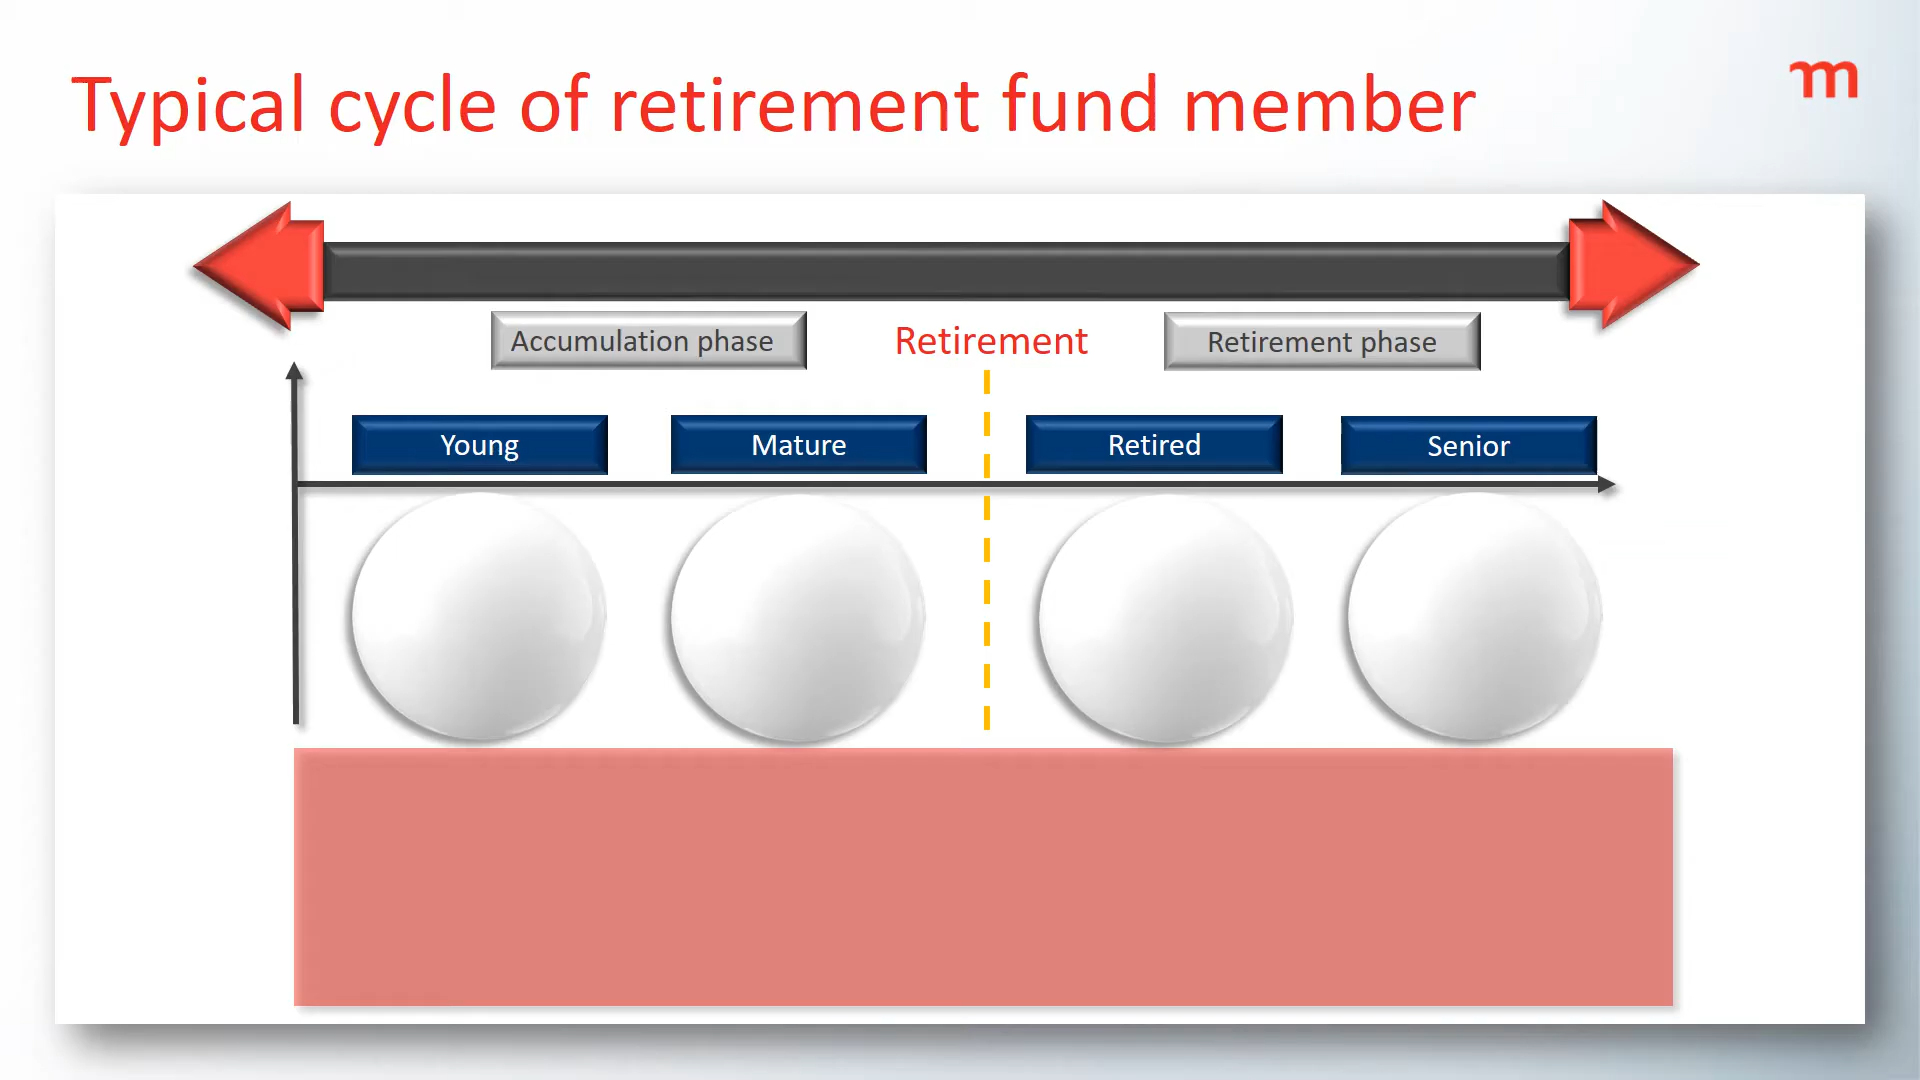 Typical cycle of retirement fund member
m
Accumulation phase
Retirement
Retirement phase
Young
Mature
Retired
Senior